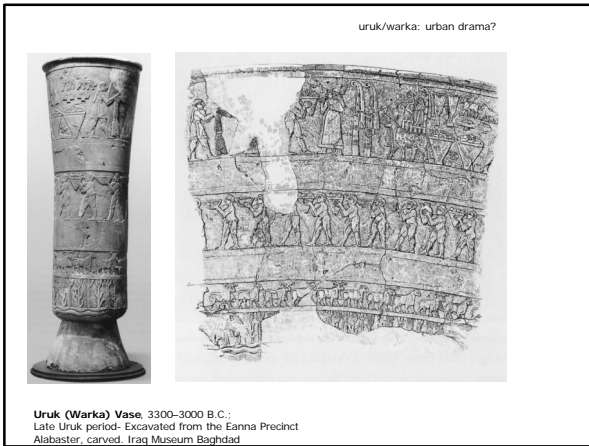 uruk/warka: urban drama?
Uruk (Warka) Vase, 3300–3000 B.C.;
Late Uruk period- Excavated from the Eanna Precinct
Alabaster, carved. Iraq Museum Baghdad